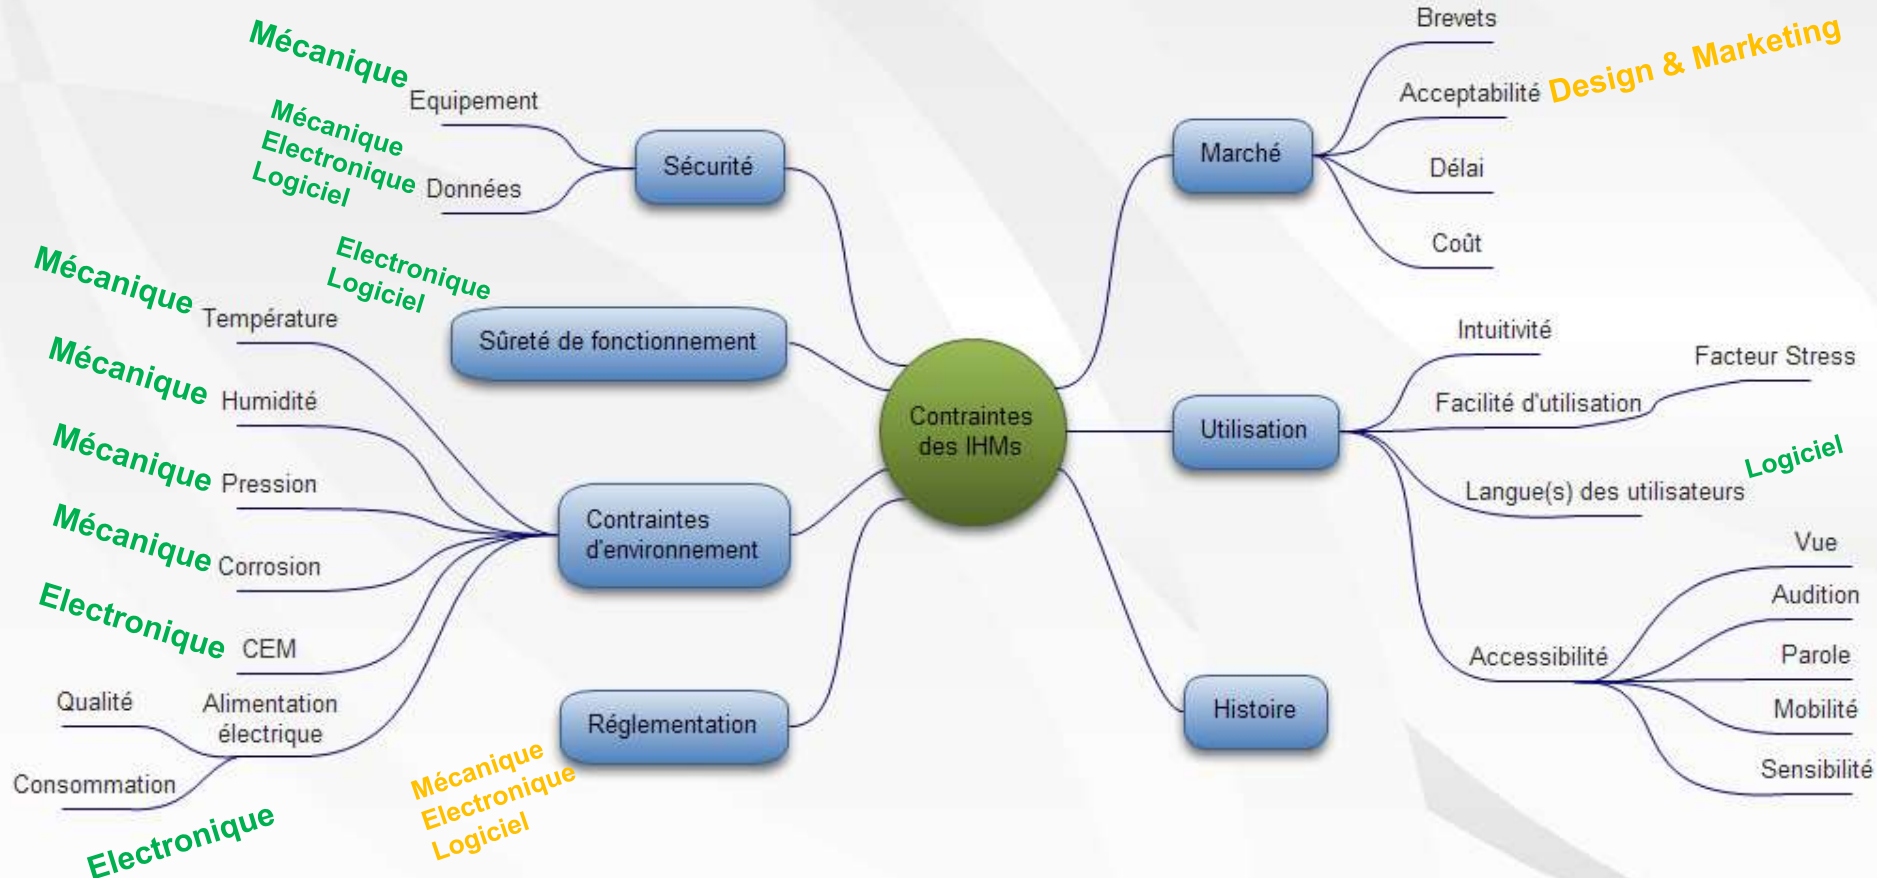 Mécanique
Equipement
Mécanique
Electronique
Logiciel
Données
Sécurité
Electronique
Logiciel
Sûreté de fonctionnement
Mécanique
Température
Mécanique
Humidité
Mécanique
Pression
Mécanique
Corrosion
Electronique
CEM
Qualité
Alimentation
électrique
Consommation
Electronique
Contraintes
d'environnement
Réglementation
Mécanique
Electronique
Logiciel
Contraintes
des IHMs
Marché
Brevets
Acceptabilité
Design & Marketing
Délai
Coût
Utilisation
Intuitivité
Facilité d'utilisation
Facteur Stress
Langue(s) des utilisateurs
Logiciel
Accessibilité
Vue
Audition
Parole
Mobilité
Sensibilité
Histoire